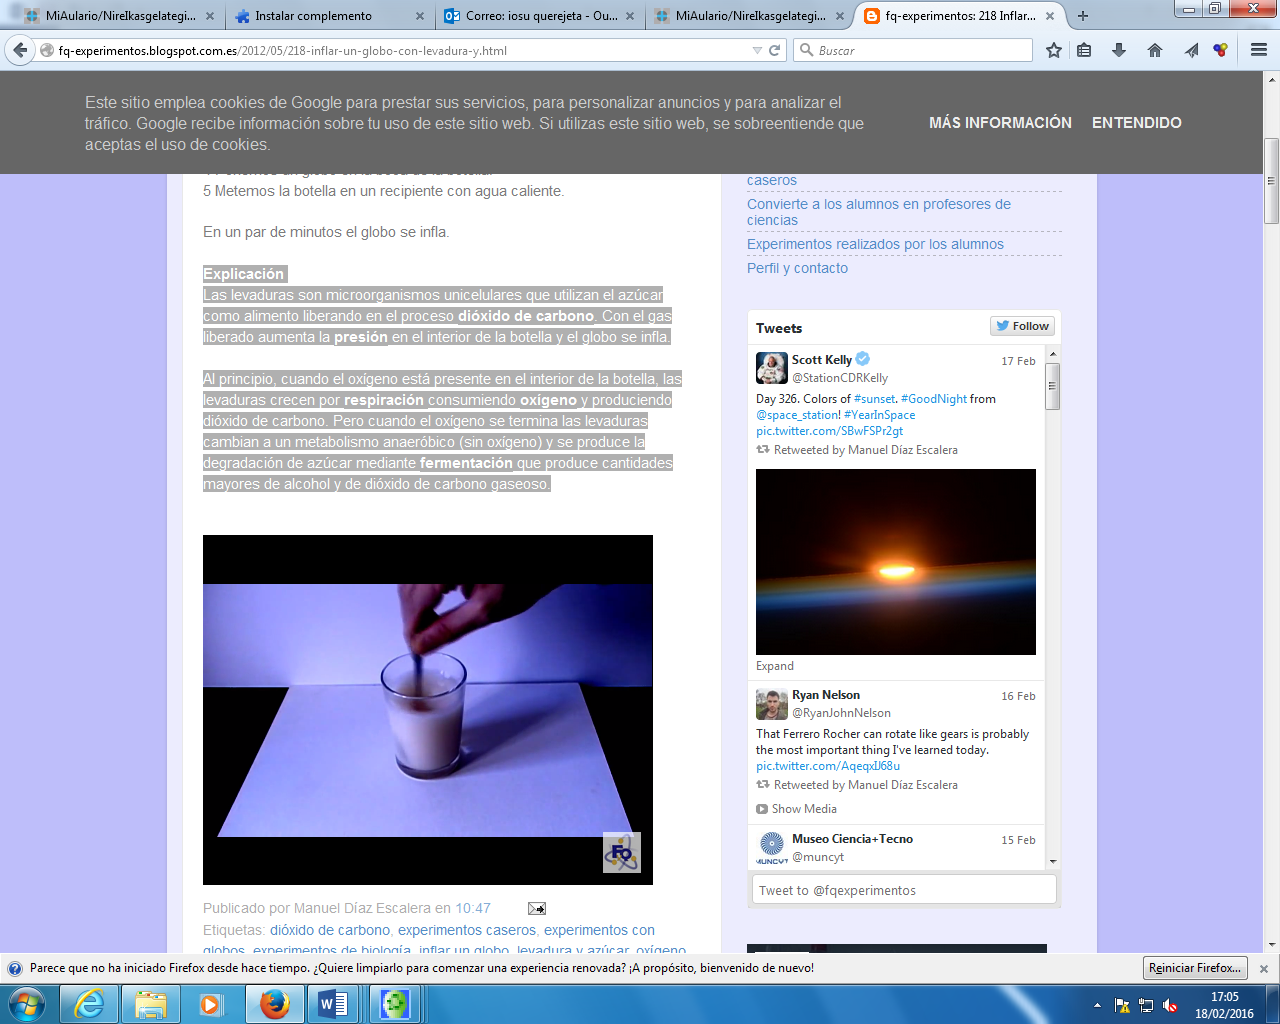 MiAulario/NireIkasgelategi...
Instalar complemento
Correo: iosu querejeta - Ou...
MiAulario/NireIkasgelategi...
fq-experimentos: 218 Inflar...
fq-experimentos.blogspot.com.es/2012/05/218-inflar-un-globo-con-levadura-y.html
Buscar
Este sitio emplea cookies de Google para prestar sus servicios, para personalizar anuncios y para analizar el
tráfico. Google recibe información sobre tu uso de este sitio web. Si utilizas este sitio web, se sobreentiende que
aceptas el uso de cookies.
MÁS INFORMACIÓN
ENTENDIDO
5 Metemos la botella en un recipiente con agua caliente.
En un par de minutos el globo se infla.
Explicación
Las levaduras son microorganismos unicelulares que utilizan el azúcar
como alimento liberando en el proceso dióxido de carbono. Con el gas
liberado aumenta la presión en el interior de la botella y el globo se infla.
Al principio, cuando el oxígeno está presente en el interior de la botella, las
levaduras crecen por respiración consumiendo oxígeno y produciendo
dióxido de carbono. Pero cuando el oxígeno se termina las levaduras
cambian a un metabolismo anaeróbico (sin oxígeno) y se produce la
degradación de azúcar mediante fermentación que produce cantidades
mayores de alcohol y de dióxido de carbono gaseoso.
FQ
Publicado por Manuel Díaz Escalera en 10:47
Etiquetas: dióxido de carbono, experimentos caseros, experimentos con
globos, experimentos de biología, inflar un globo, levadura y azúcar, oxígeno
caseros
Convierte a los alumnos en profesores de
ciencias
Experimentos realizados por los alumnos
Perfil y contacto
Tweets
Follow
Scott Kelly
17 Feb
@StationCDRKelly
Day 326. Colors of #sunset. #GoodNight from
@space_station! #YearInSpace
pic.twitter.com/SBwFSPr2gt
Retweeted by Manuel Díaz Escalera
Expand
Ryan Nelson
16 Feb
@RyanJohnNelson
That Ferrero Rocher can rotate like gears is probably
the most important thing I've learned today.
pic.twitter.com/AqeqxIJ68u
Retweeted by Manuel Díaz Escalera
Show Media
Museo Ciencia+Tecno
15 Feb
@muncyt
MUNCYT
Tweet to @fqexperimentos
Parece que no ha iniciado Firefox desde hace tiempo. ¿Quiere limpiarlo para comenzar una experiencia renovada? ¡A propósito, bienvenido de nuevo!
Reiniciar Firefox...
17:05
18/02/2016